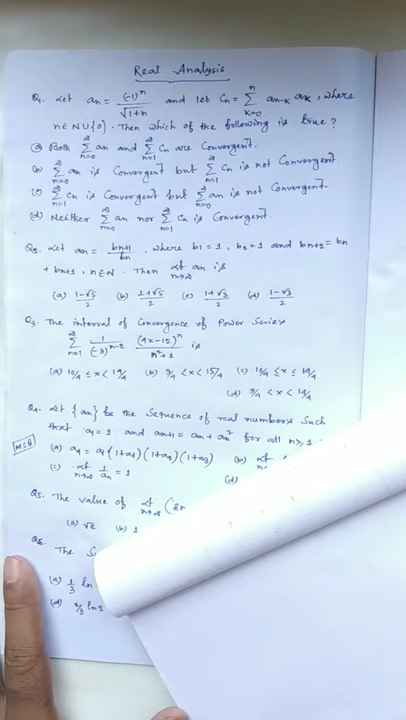 Real Analysis
Q1. Let an = (-1)^n / √(1+n) and let Cn = Σ_{k=0}^{n} an-k ak, where
n∈N∪{0}. Then which of the following is true?
(a) Both Σ_{n=0}^{∞} an and Σ_{n=1}^{∞} Cn are Convergent.
(b) Σ_{n=0}^{∞} an is Convergent but Σ_{n=1}^{∞} Cn is not Convergent.
(c) Σ_{n=1}^{∞} Cn is Convergent but Σ_{n=0}^{∞} an is not Convergent.
(d) Neither Σ_{n=0}^{∞} an nor Σ_{n=1}^{∞} Cn is Convergent
Q2. Let an = bn+1 / bn, where b1 = 1, b2 = 1 and bn+2 = bn
+ bn+1, n∈N. Then lt_{n→∞} an is
(a) (1-√5)/2 (b) (1+√5)/2 (c) (1+√3)/2 (d) (1-√3)/2
Q3. The interval of Convergence of Power Series
Σ_{n=1}^{∞} 1/(-3)^{n-2} (4x-12)^n / (n²+1) is
(a) 10/4 ≤ x < 14/4 (b) 9/4 < x < 15/4 (c) 10/4 ≤ x ≤ 14/4
(d) 9/4 < x < 14/4
Q4. Let {an} be the Sequence of real numbers Such
that a1 = 1 and an+1 = an + an² for all n ≥ 1
MSQ
(a) a4 = a1(1+a1)(1+a2)(1+a3) (b) lt
(c) lt_{n→∞} 1/an = 1
(d)
Q5. The value of lt_{n→∞} (8n
(a) √e (b) 1
Q6. The
(a) 1/3 ln
(d) 2/3 ln2